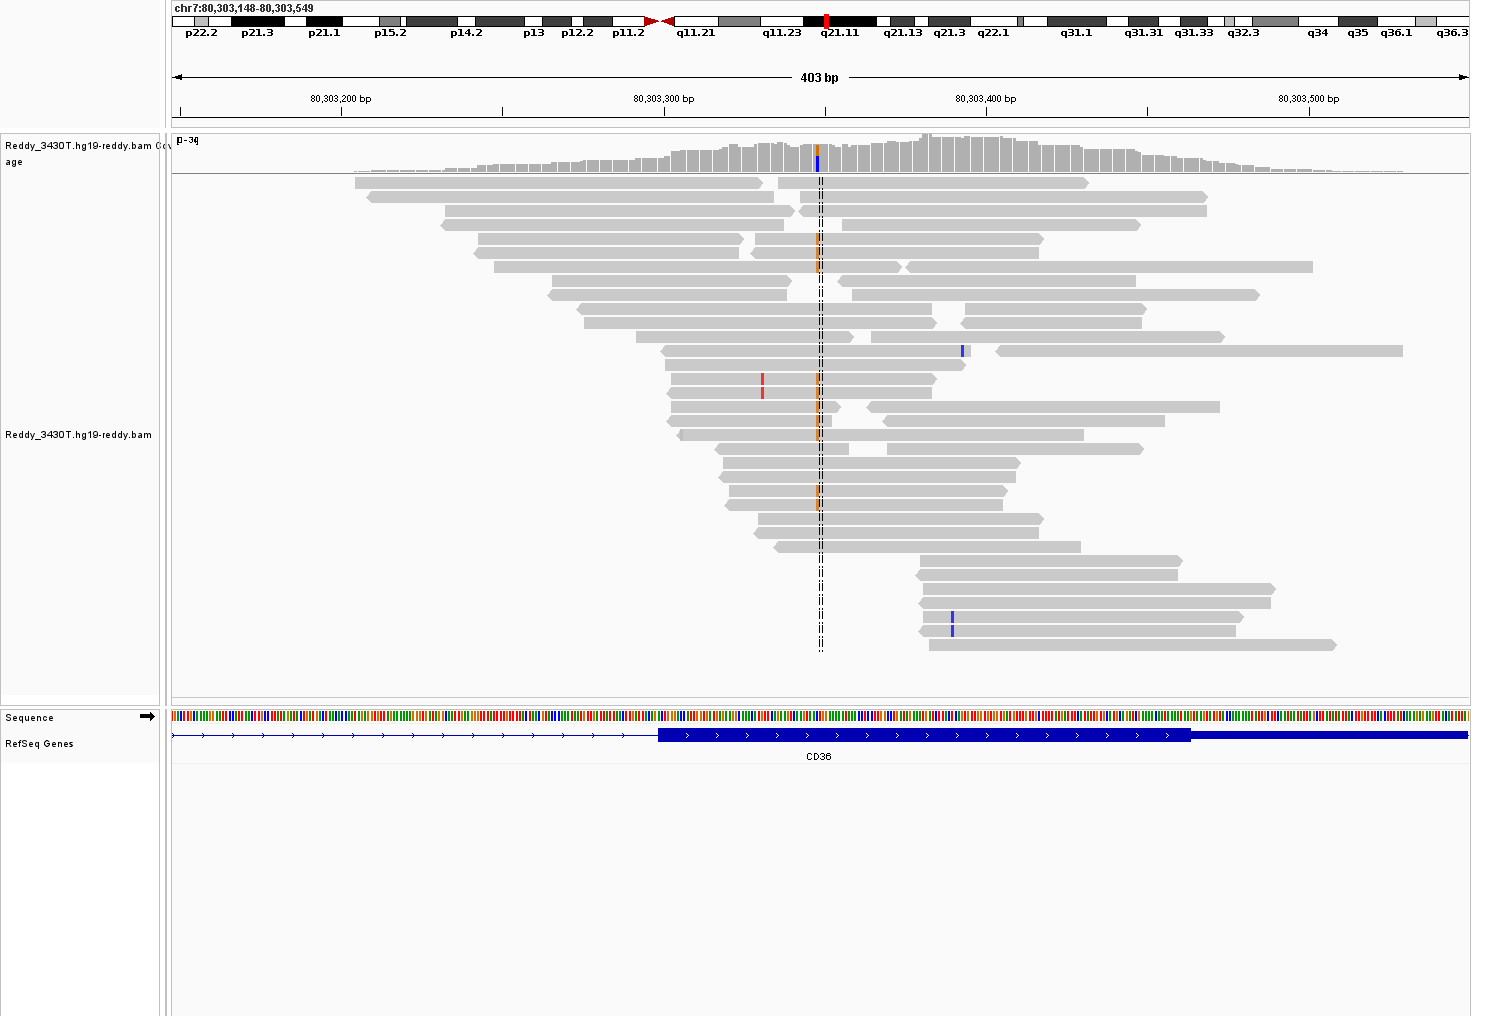 chr7:80,303,148-80,303,549
p22.2 p21.3 p21.1 p15.2 p14.2 p13 p12.2 p11.2 q11.21 q11.23 q21.11 q21.13 q21.3 q22.1 q31.1 q31.31 q31.33 q32.3 q34 q35 q36.1 q36.3
403 bp
80,303,200 bp 80,303,300 bp 80,303,400 bp 80,303,500 bp
Reddy_3430T.hg19-reddy.bam Cov
age
Reddy_3430T.hg19-reddy.bam
Sequence
RefSeq Genes
CD36